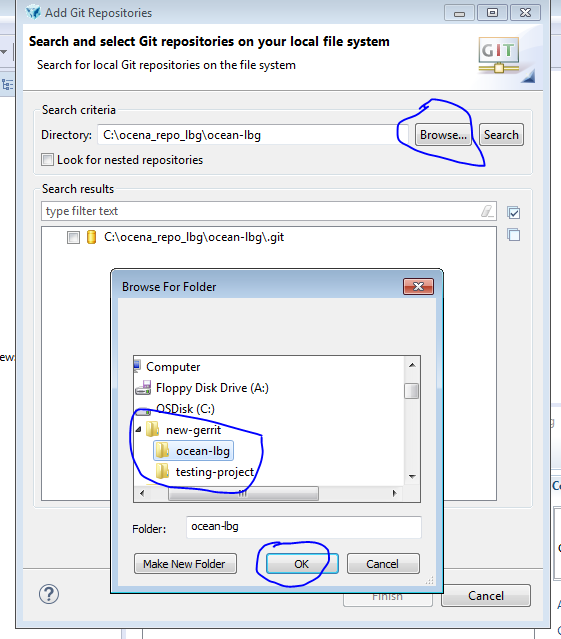 Add Git Repositories
Search and select Git repositories on your local file system
Search for local Git repositories on the file system
GIT
Search criteria
Directory: C:\ocena_repo_lbg\ocean-lbg Browse... Search
Look for nested repositories
Search results
type filter text
C:\ocena_repo_lbg\ocean-lbg\.git
Browse For Folder
Computer
Floppy Disk Drive (A:)
OSDisk (C:)
new-gerrit
ocean-lbg
testing-project
Folder: ocean-lbg
Make New Folder OK Cancel
Finish Cancel